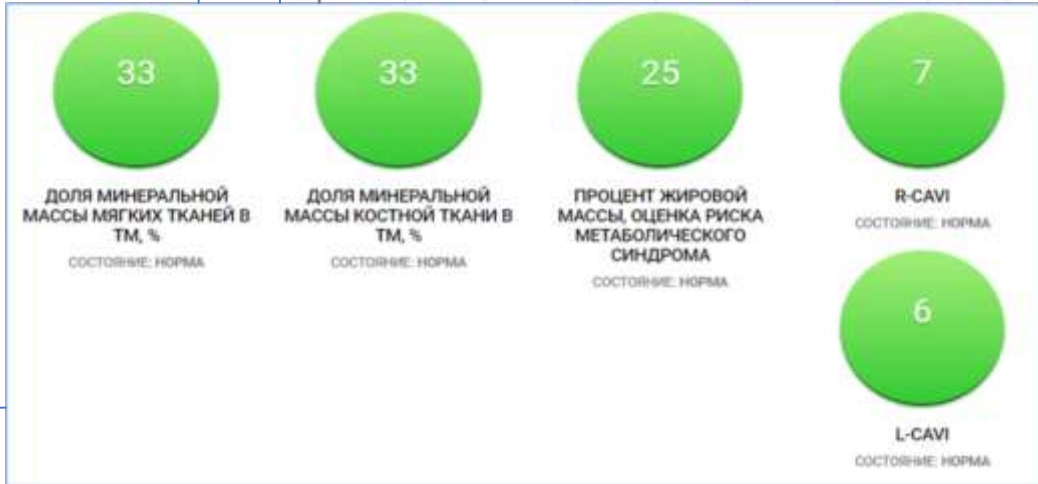 33
ДОЛЯ МИНЕРАЛЬНОЙ
МАССЫ МЯГКИХ ТКАНЕЙ В
ТМ, %
СОСТОЯНИЕ: НОРМА
33
ДОЛЯ МИНЕРАЛЬНОЙ
МАССЫ КОСТНОЙ ТКАНИ В
ТМ, %
СОСТОЯНИЕ: НОРМА
25
ПРОЦЕНТ ЖИРОВОЙ
МАССЫ, ОЦЕНКА РИСКА
МЕТАБОЛИЧЕСКОГО
СИНДРОМА
СОСТОЯНИЕ: НОРМА
7
R-CAVI
СОСТОЯНИЕ: НОРМА
6
L-CAVI
СОСТОЯНИЕ: НОРМА